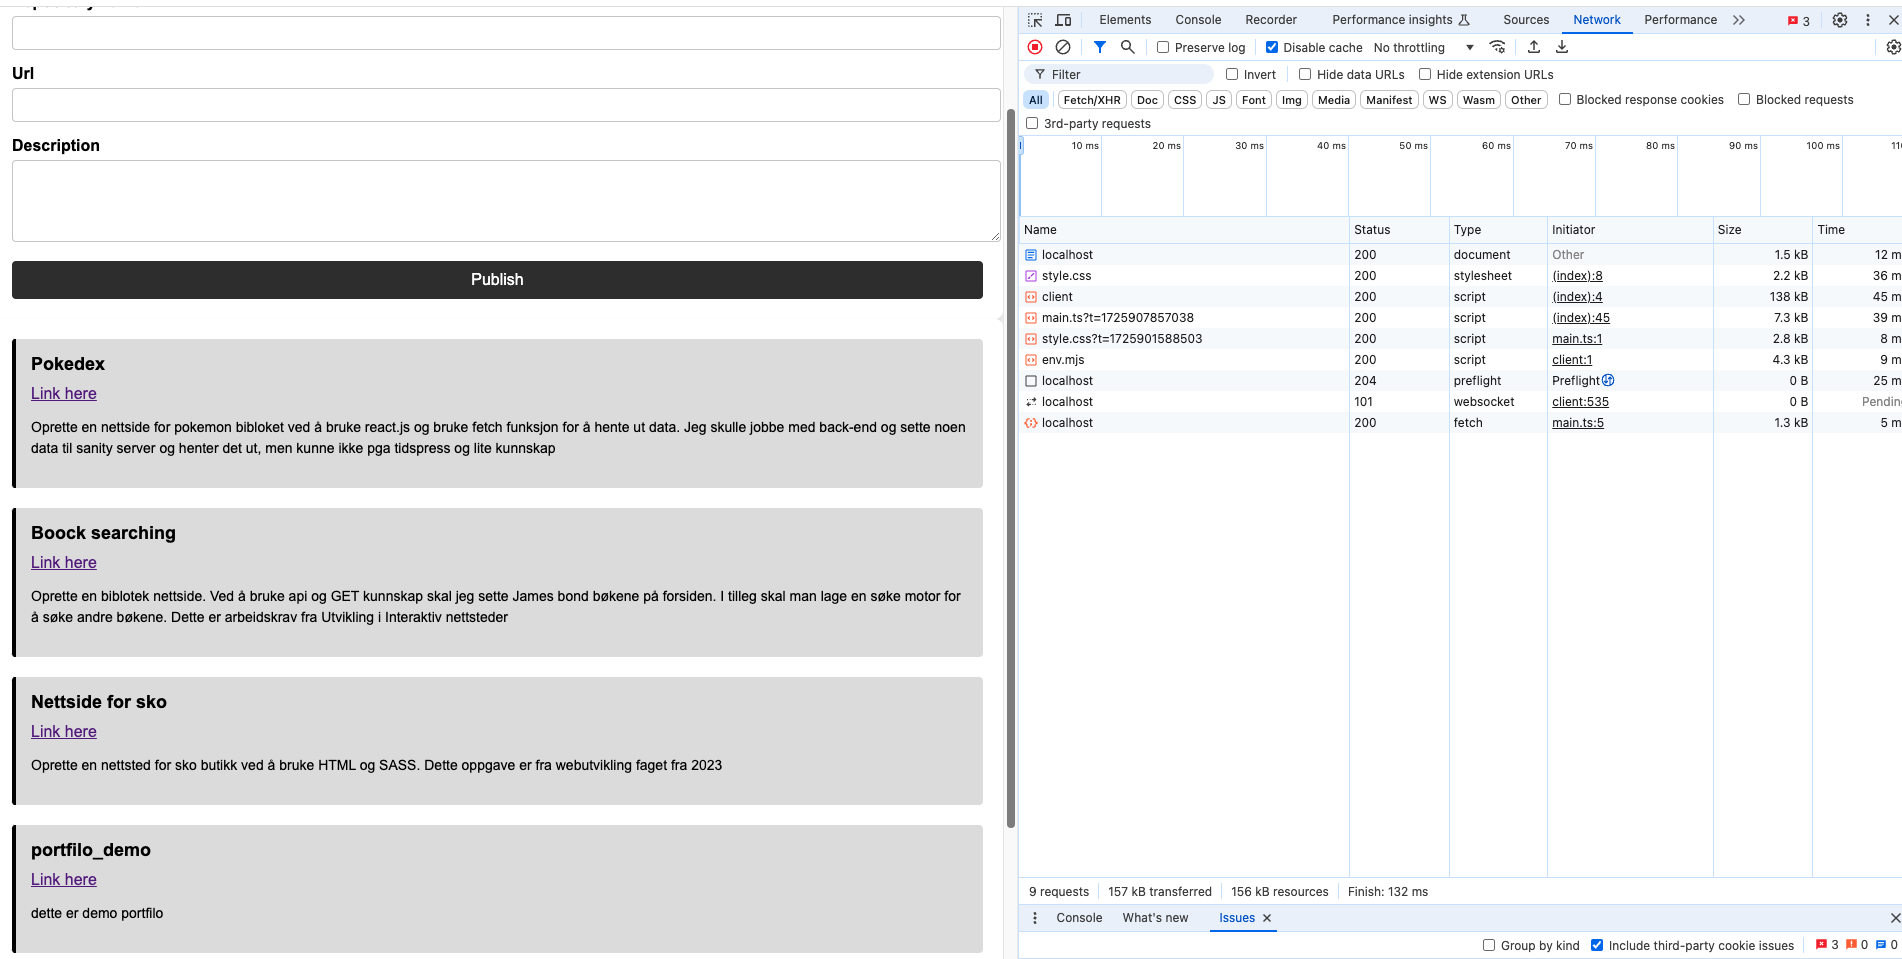 Url
Description
Publish
Pokedex
Link here
Oprette en nettside for pokemon bibloket ved å bruke react.js og bruke fetch funksjon for å hente ut data. Jeg skulle jobbe med back-end og sette noen
data til sanity server og henter det ut, men kunne ikke pga tidspress og lite kunnskap
Boock searching
Link here
Oprette en biblotek nettside. Ved å bruke api og GET kunnskap skal jeg sette James bond bøkene på forsiden. I tilleg skal man lage en søke motor for
å søke andre bøkene. Dette er arbeidskrav fra Utvikling i Interaktiv nettsteder
Nettside for sko
Link here
Oprette en nettsted for sko butikk ved å bruke HTML og SASS. Dette oppgave er fra webutvikling faget fra 2023
portfilo_demo
Link here
dette er demo portfilo
Elements Console Recorder Performance insights Sources Network Performance 3
Preserve log Disable cache No throttling
Filter Invert Hide data URLs Hide extension URLs
All Fetch/XHR Doc CSS JS Font Img Media Manifest WS Wasm Other Blocked response cookies Blocked requests
3rd-party requests
10 ms 20 ms 30 ms 40 ms 50 ms 60 ms 70 ms 80 ms 90 ms 100 ms 11
Name Status Type Initiator Size Time
localhost 200 document Other 1.5 kB 12 m
style.css 200 stylesheet (index):8 2.2 kB 36 m
client 200 script (index):4 138 kB 45 m
main.ts?t=1725907857038 200 script (index):45 7.3 kB 39 m
style.css?t=1725901588503 200 script main.ts:1 2.8 kB 8 m
env.mjs 200 script client:1 4.3 kB 9 m
localhost 204 preflight Preflight 0 B 25 m
localhost 101 websocket client:535 0 B Pendin
localhost 200 fetch main.ts:5 1.3 kB 5 m
9 requests 157 kB transferred 156 kB resources Finish: 132 ms
Console What's new Issues
Group by kind Include third-party cookie issues 3 0 0